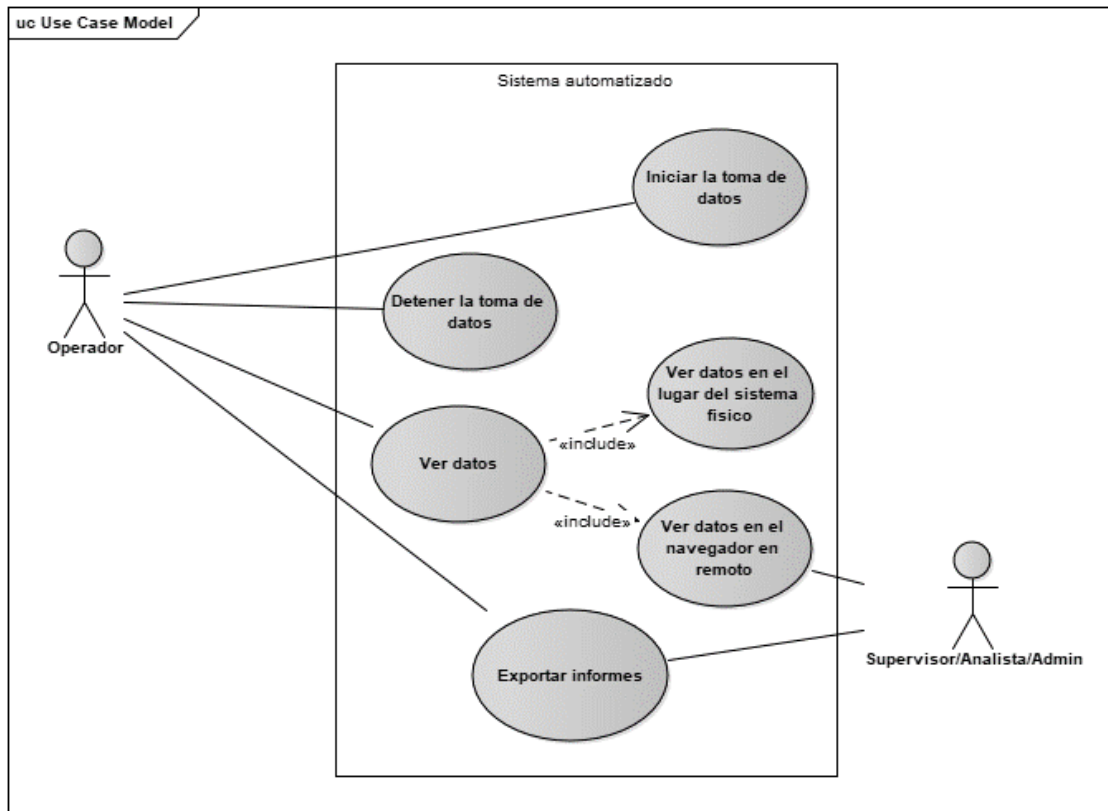 uc Use Case Model
Sistema automatizado
Iniciar la toma de
datos
Detener la toma de
datos
Operador
Ver datos en el
lugar del sistema
fisico
«include»
Ver datos
«include»
Ver datos en el
navegador en
remoto
Exportar informes
Supervisor/Analista/Admin